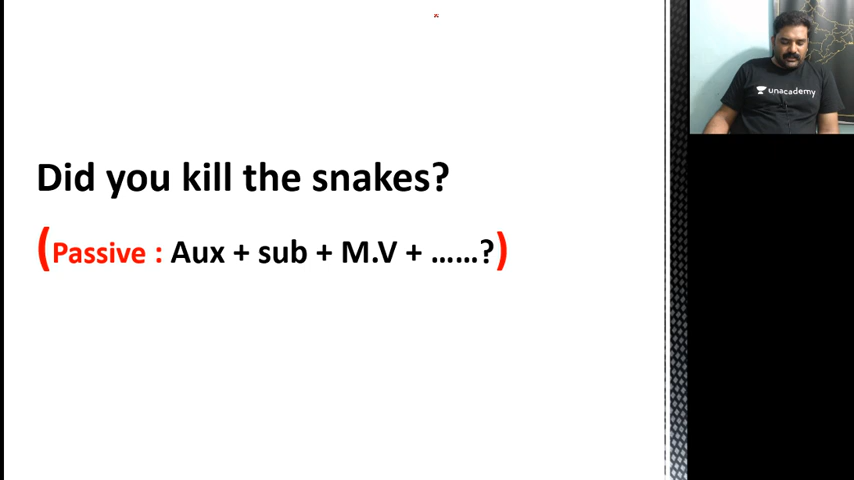 Did you kill the snakes?
(Passive : Aux + sub + M.V + ......?)
unacademy